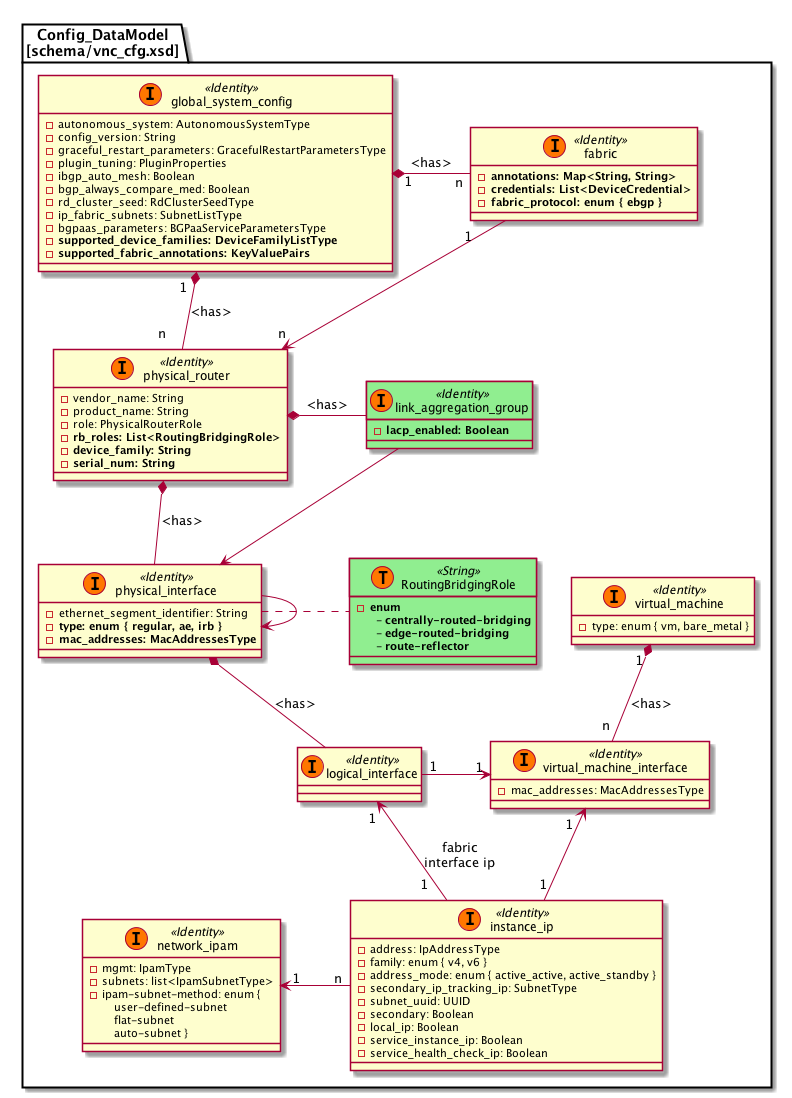 Config_DataModel
[schema/vnc_cfg.xsd]
I
«Identity»
global_system_config
autonomous_system: AutonomousSystemType
config_version: String
graceful_restart_parameters: GracefulRestartParametersType
plugin_tuning: PluginProperties
ibgp_auto_mesh: Boolean
bgp_always_compare_med: Boolean
rd_cluster_seed: RdClusterSeedType
ip_fabric_subnets: SubnetListType
bgpaas_parameters: BGPaaServiceParametersType
supported_device_families: DeviceFamilyListType
supported_fabric_annotations: KeyValuePairs
<has>
1
n
I
«Identity»
fabric
annotations: Map<String, String>
credentials: List<DeviceCredential>
fabric_protocol: enum { ebgp }
1
1
<has>
n
n
I
«Identity»
physical_router
vendor_name: String
product_name: String
role: PhysicalRouterRole
rb_roles: List<RoutingBridgingRole>
device_family: String
serial_num: String
<has>
I
«Identity»
link_aggregation_group
lacp_enabled: Boolean
<has>
I
«Identity»
physical_interface
ethernet_segment_identifier: String
type: enum { regular, ae, irb }
mac_addresses: MacAddressesType
T
«String»
RoutingBridgingRole
enum
- centrally-routed-bridging
- edge-routed-bridging
- route-reflector
I
«Identity»
virtual_machine
type: enum { vm, bare_metal }
1
<has>
<has>
n
I
«Identity»
logical_interface
1
1
I
«Identity»
virtual_machine_interface
mac_addresses: MacAddressesType
1
1
fabric
interface ip
1
1
I
«Identity»
network_ipam
mgmt: IpamType
subnets: list<IpamSubnetType>
ipam-subnet-method: enum {
user-defined-subnet
flat-subnet
auto-subnet }
1
n
I
«Identity»
instance_ip
address: IpAddressType
family: enum { v4, v6 }
address_mode: enum { active_active, active_standby }
secondary_ip_tracking_ip: SubnetType
subnet_uuid: UUID
secondary: Boolean
local_ip: Boolean
service_instance_ip: Boolean
service_health_check_ip: Boolean